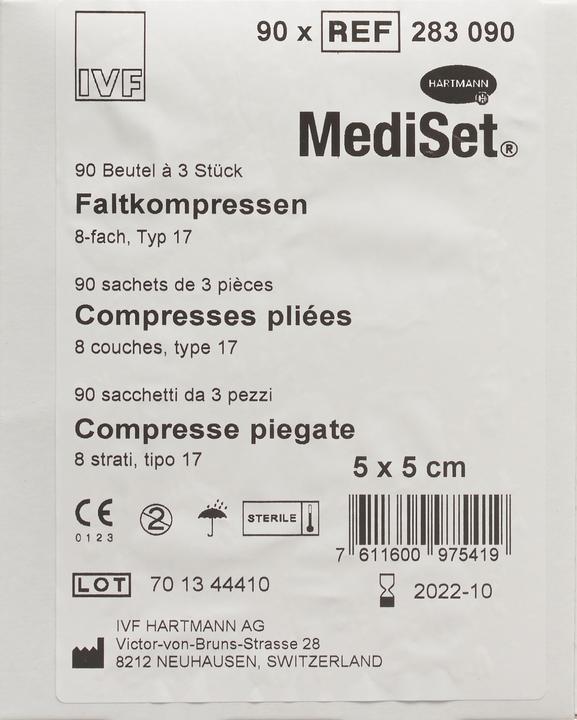 IVF
90 x REF 283 090
HARTMANN
MediSet®
90 Beutel à 3 Stück
Faltkompressen
8-fach, Typ 17
90 sachets de 3 pièces
Compresses pliées
8 couches, type 17
90 sacchetti da 3 pezzi
Compresse piegate
8 strati, tipo 17
5 x 5 cm
CE
0123
2
STERILE
7 611600 975419
LOT 70 13 44410
2022-10
IVF HARTMANN AG
Victor-von-Bruns-Strasse 28
8212 NEUHAUSEN, SWITZERLAND